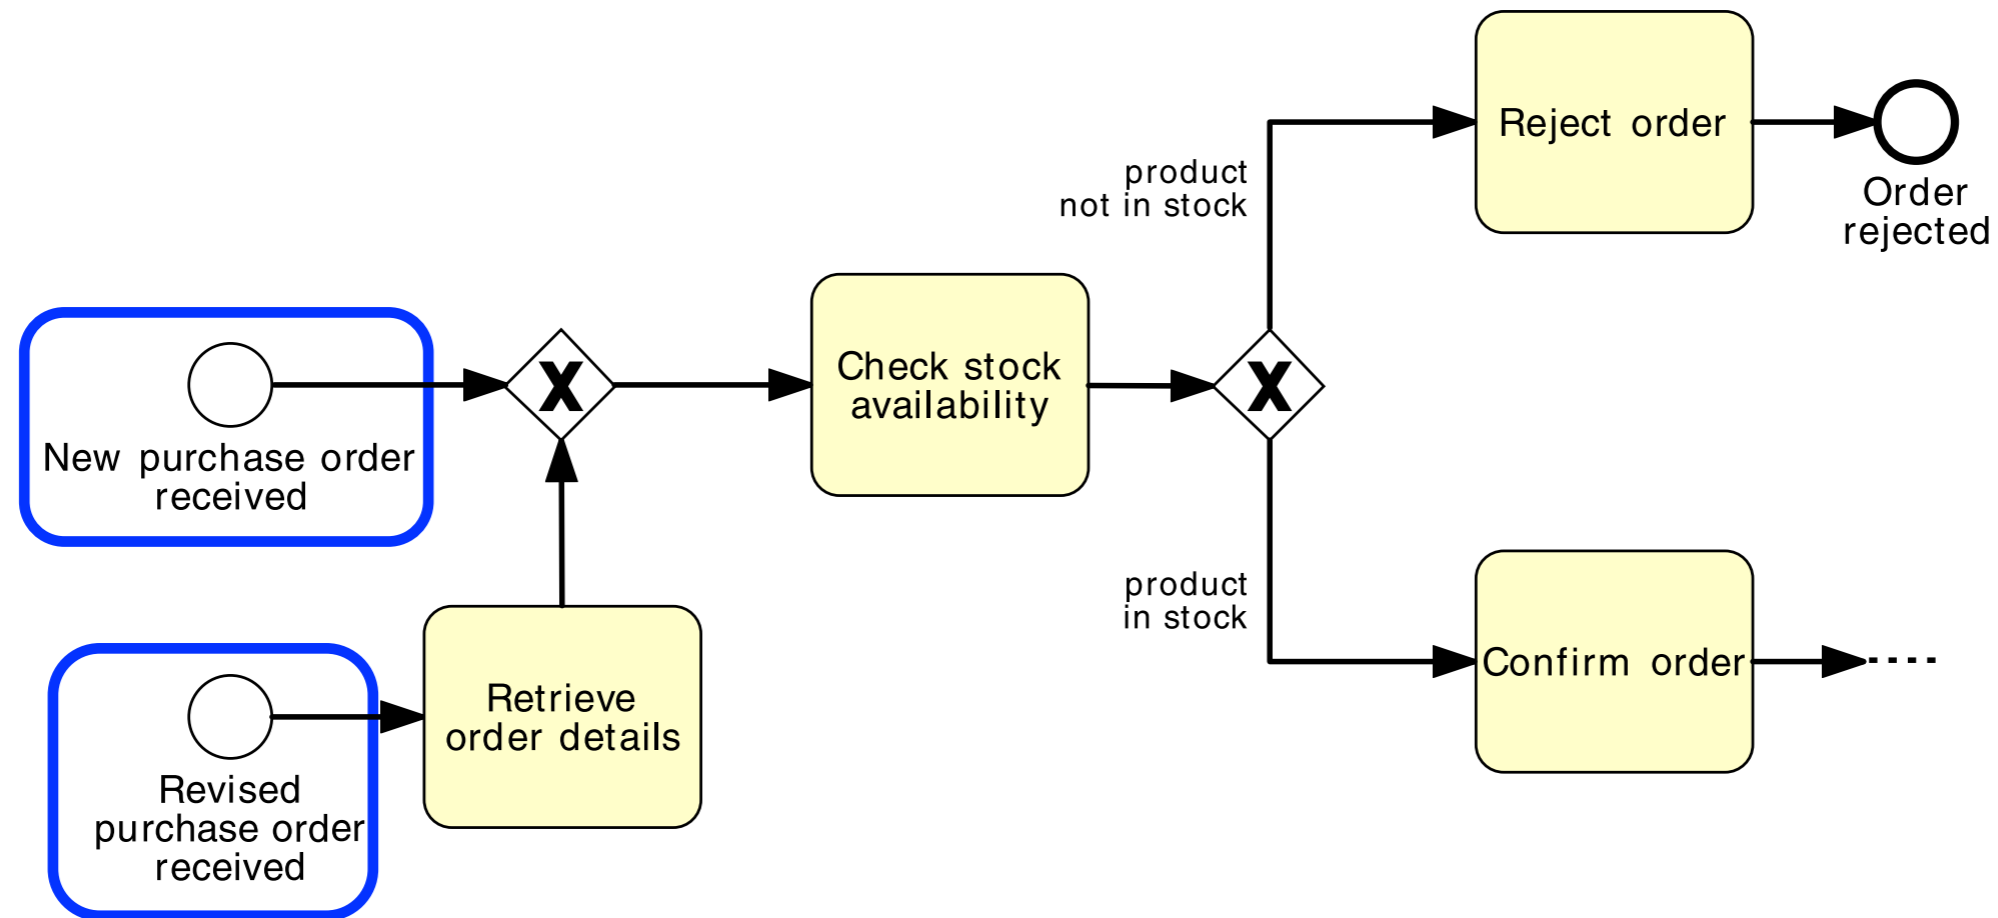 Reject order
Order
rejected
product
not in stock
New purchase order
received
X
Check stock
availability
X
product
in stock
Confirm order
Retrieve
order details
Revised
purchase order
received